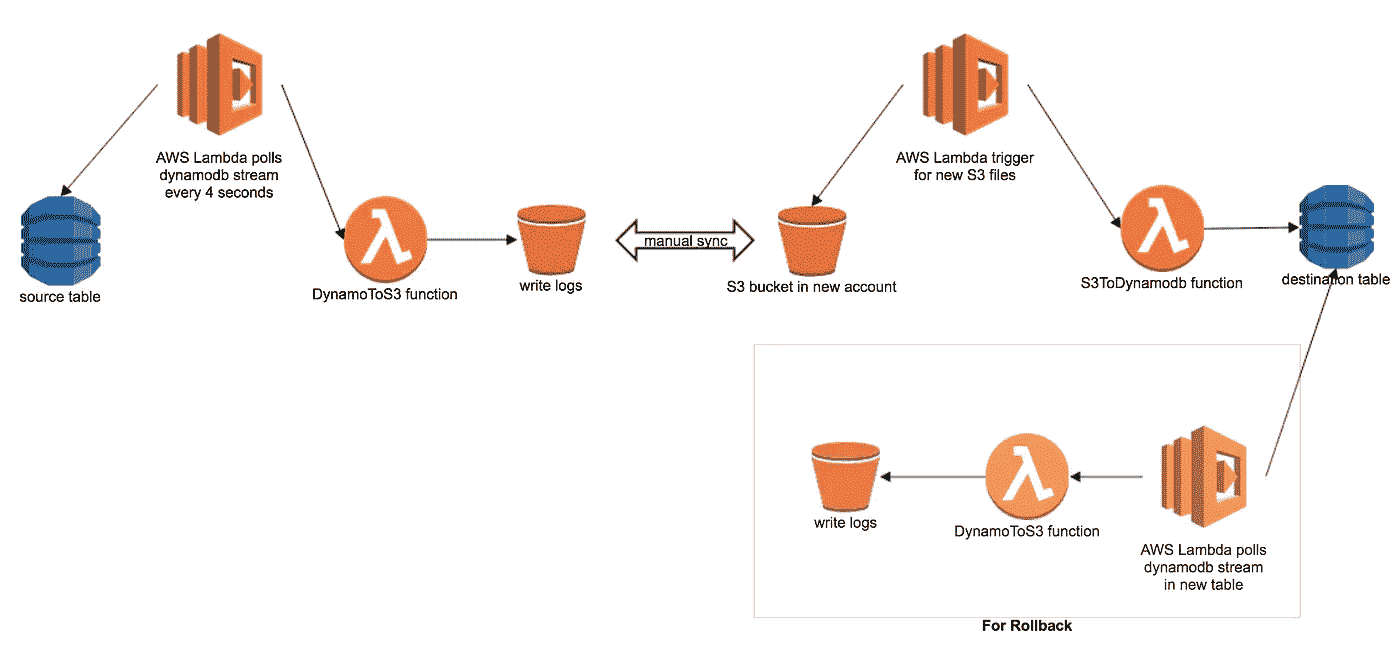 AWS Lambda polls
dynamodb stream
every 4 seconds
source table
DynamoToS3 function
write logs
manual sync
AWS Lambda trigger
for new S3 files
S3 bucket in new account
S3ToDynamodb function
destination table
write logs
DynamoToS3 function
AWS Lambda polls
dynamodb stream
in new table
For Rollback